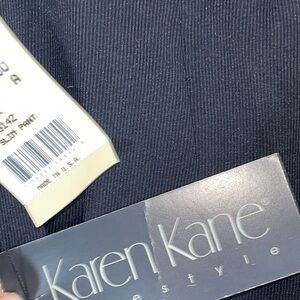 A
SLIM PANT
MADE IN U.S.A.
Karen Kane®
estyle